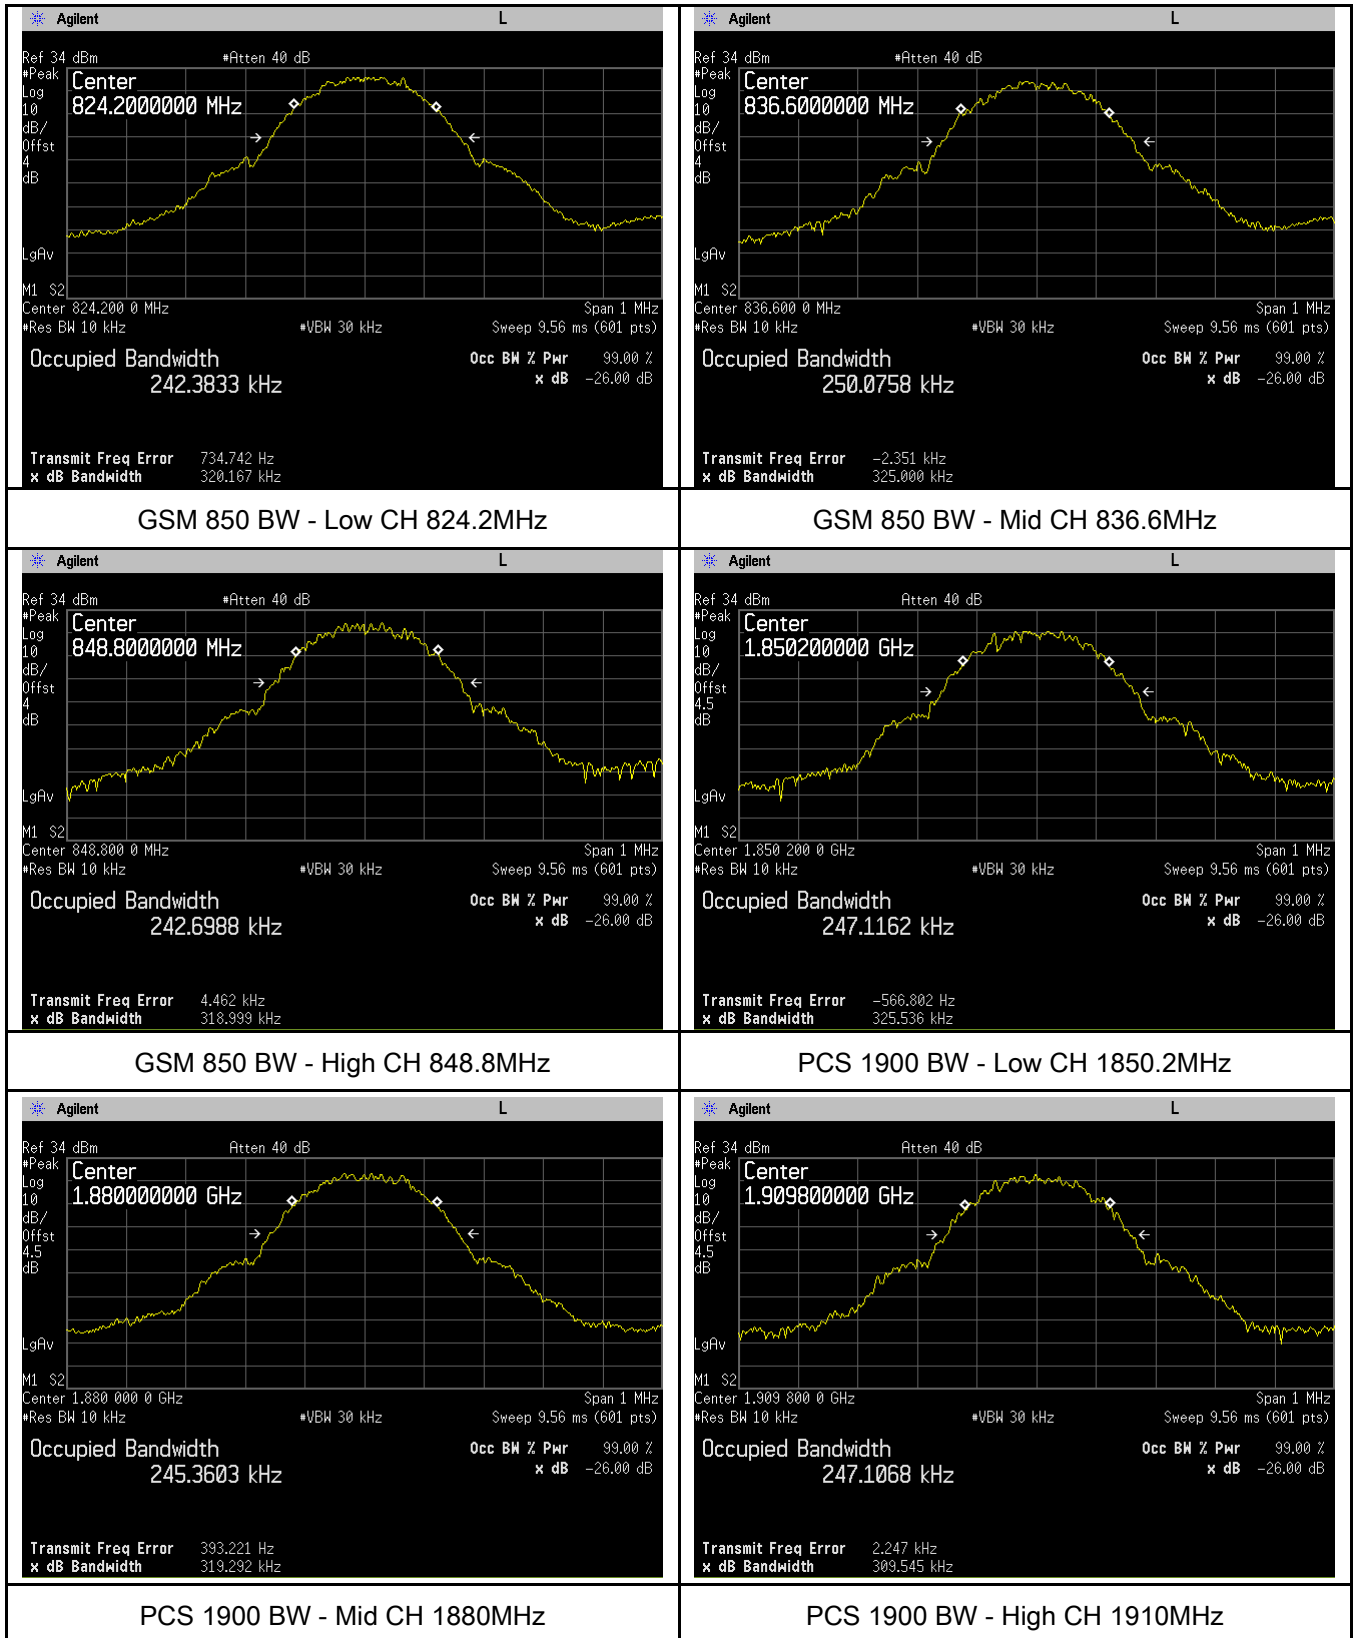 Agilent L
Ref 34 dBm #Atten 40 dB
#Peak
Log
10
dB/
Offst
4
dB
Center
824.2000000 MHz
LgAv
M1 S2
Center 824.200 0 MHz Span 1 MHz
#Res BW 10 kHz #VBW 30 kHz Sweep 9.56 ms (601 pts)
Occupied Bandwidth Occ BW % Pwr 99.00 %
242.3833 kHz x dB -26.00 dB
Transmit Freq Error 734.742 Hz
x dB Bandwidth 320.167 kHz
GSM 850 BW - Low CH 824.2MHz
Agilent L
Ref 34 dBm #Atten 40 dB
#Peak
Log
10
dB/
Offst
4
dB
Center
836.6000000 MHz
LgAv
M1 S2
Center 836.600 0 MHz Span 1 MHz
#Res BW 10 kHz #VBW 30 kHz Sweep 9.56 ms (601 pts)
Occupied Bandwidth Occ BW % Pwr 99.00 %
250.0758 kHz x dB -26.00 dB
Transmit Freq Error -2.351 kHz
x dB Bandwidth 325.000 kHz
GSM 850 BW - Mid CH 836.6MHz
Agilent L
Ref 34 dBm #Atten 40 dB
#Peak
Log
10
dB/
Offst
4
dB
Center
848.8000000 MHz
LgAv
M1 S2
Center 848.800 0 MHz Span 1 MHz
#Res BW 10 kHz #VBW 30 kHz Sweep 9.56 ms (601 pts)
Occupied Bandwidth Occ BW % Pwr 99.00 %
242.6988 kHz x dB -26.00 dB
Transmit Freq Error 4.462 kHz
x dB Bandwidth 318.999 kHz
GSM 850 BW - High CH 848.8MHz
Agilent L
Ref 34 dBm Atten 40 dB
#Peak
Log
10
dB/
Offst
4.5
dB
Center
1.850200000 GHz
LgAv
M1 S2
Center 1.850 200 0 GHz Span 1 MHz
#Res BW 10 kHz #VBW 30 kHz Sweep 9.56 ms (601 pts)
Occupied Bandwidth Occ BW % Pwr 99.00 %
247.1162 kHz x dB -26.00 dB
Transmit Freq Error -566.802 Hz
x dB Bandwidth 325.536 kHz
PCS 1900 BW - Low CH 1850.2MHz
Agilent L
Ref 34 dBm Atten 40 dB
#Peak
Log
10
dB/
Offst
4.5
dB
Center
1.880000000 GHz
LgAv
M1 S2
Center 1.880 000 0 GHz Span 1 MHz
#Res BW 10 kHz #VBW 30 kHz Sweep 9.56 ms (601 pts)
Occupied Bandwidth Occ BW % Pwr 99.00 %
245.3603 kHz x dB -26.00 dB
Transmit Freq Error 393.221 Hz
x dB Bandwidth 319.292 kHz
PCS 1900 BW - Mid CH 1880MHz
Agilent L
Ref 34 dBm Atten 40 dB
#Peak
Log
10
dB/
Offst
4.5
dB
Center
1.909800000 GHz
LgAv
M1 S2
Center 1.909 800 0 GHz Span 1 MHz
#Res BW 10 kHz #VBW 30 kHz Sweep 9.56 ms (601 pts)
Occupied Bandwidth Occ BW % Pwr 99.00 %
247.1068 kHz x dB -26.00 dB
Transmit Freq Error 2.247 kHz
x dB Bandwidth 309.545 kHz
PCS 1900 BW - High CH 1910MHz